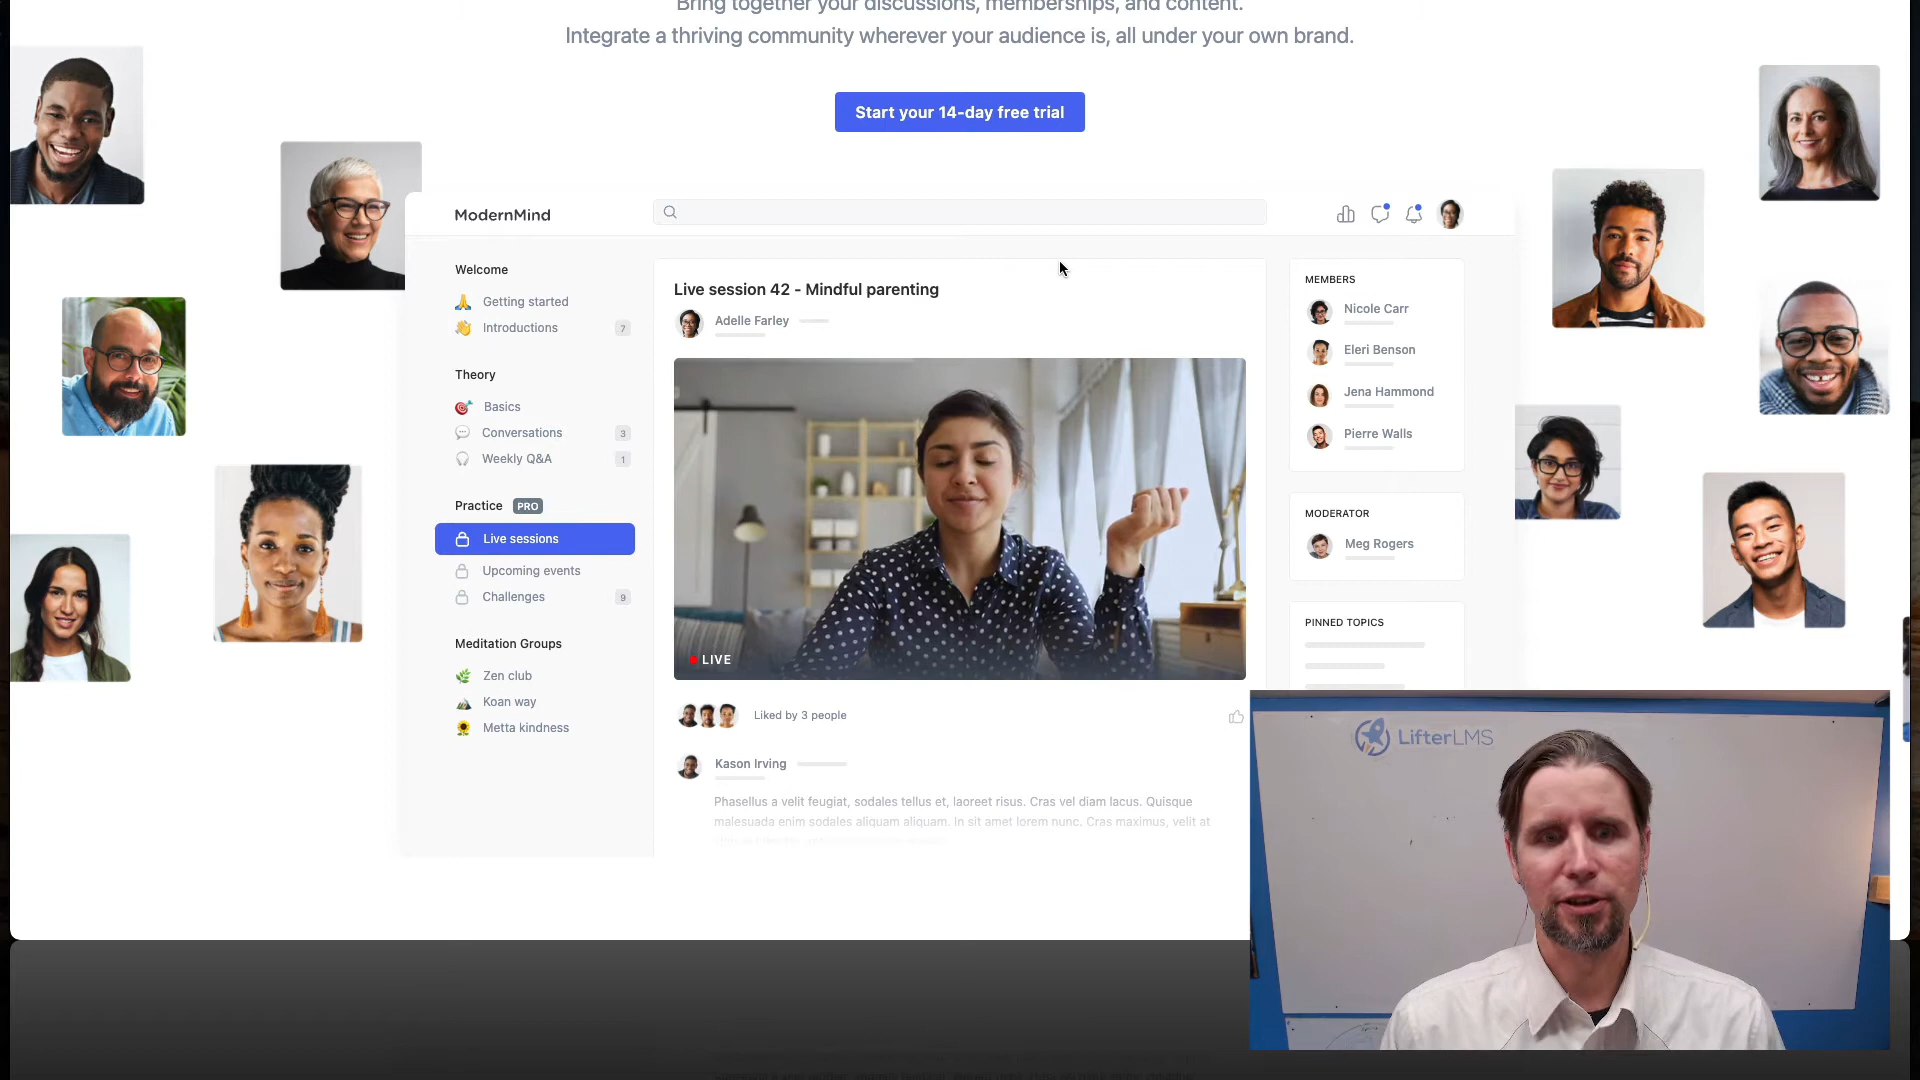 Bring together your discussions, memberships, and content.
Integrate a thriving community wherever your audience is, all under your own brand.
Start your 14-day free trial
ModernMind
Welcome
Getting started
Introductions 7
Theory
Basics
Conversations 3
Weekly Q&A 1
Practice PRO
Live sessions
Upcoming events
Challenges 9
Meditation Groups
Zen club
Koan way
Metta kindness
Live session 42 - Mindful parenting
Adelle Farley
LIVE
Liked by 3 people
Kason Irving
Phasellus a velit feugiat, sodales tellus et, laoreet risus. Cras vel diam lacus. Quisque
malesuada enim sodales aliquam aliquam. In sit amet lorem nunc. Cras maximus, velit at
MEMBERS
Nicole Carr
Eleri Benson
Jena Hammond
Pierre Walls
MODERATOR
Meg Rogers
PINNED TOPICS
LifterLMS